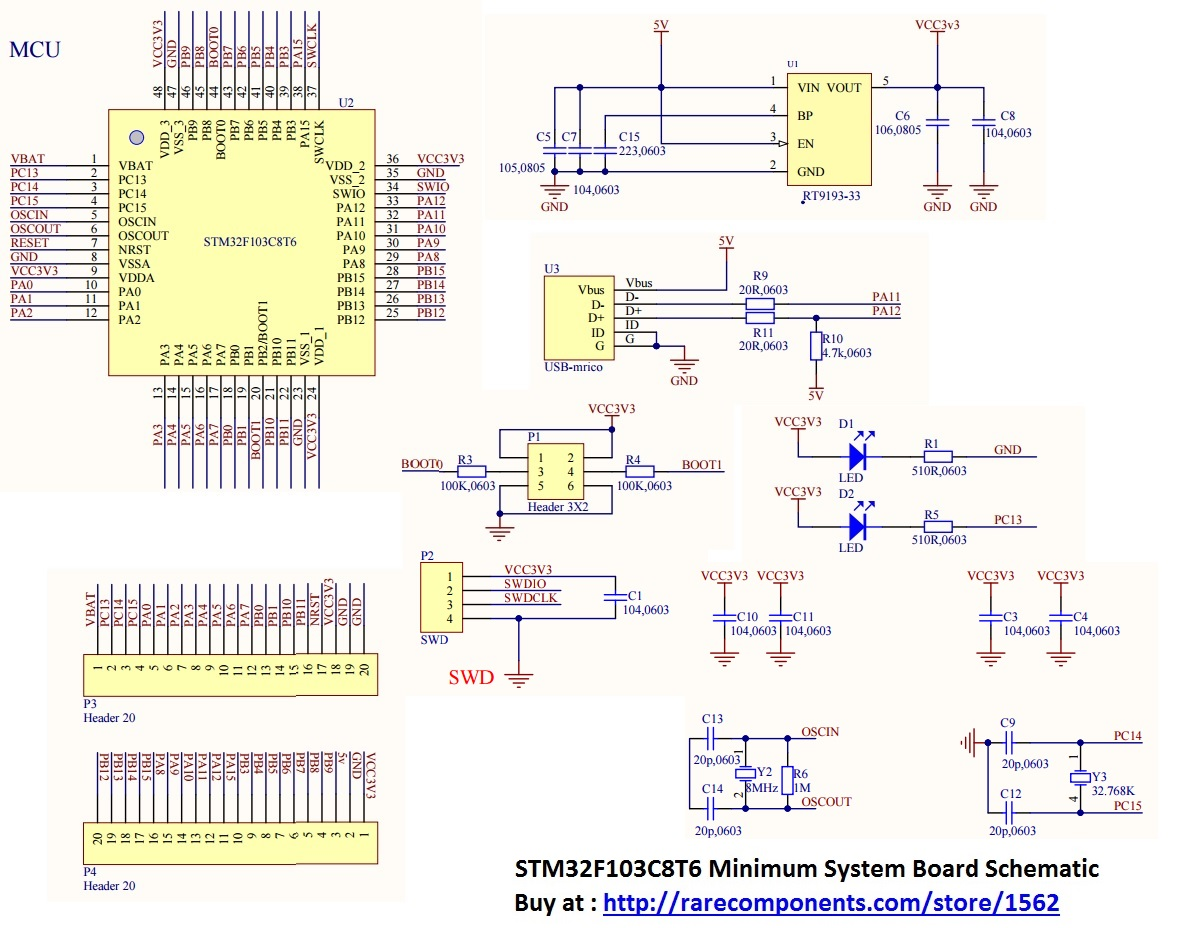 MCU
VCC3V3 GND PB9 PB8 BOOT0 PB7 PB6 PB5 PB4 PB3 PA15 SWCLK
48 47 46 45 44 43 42 41 40 39 38 37
U2
VDD_3 VSS_3 PB9 PB8 BOOT0 PB7 PB6 PB5 PB4 PB3 PA15 SWCLK
VBAT 1 VBAT
PC13 2 PC13
PC14 3 PC14
PC15 4 PC15
OSCIN 5 OSCIN
OSCOUT 6 OSCOUT
RESET 7 NRST
GND 8 VSSA
VCC3V3 9 VDDA
PA0 10 PA0
PA1 11 PA1
PA2 12 PA2
STM32F103C8T6
VDD_2 36 VCC3V3
VSS_2 35 GND
SWIO 34 SWIO
PA12 33 PA12
PA11 32 PA11
PA10 31 PA10
PA9 30 PA9
PA8 29 PA8
PB15 28 PB15
PB14 27 PB14
PB13 26 PB13
PB12 25 PB12
PA3 PA4 PA5 PA6 PA7 PB0 PB1 PB2/BOOT1 PB10 PB11 VSS_1 VDD_1
13 14 15 16 17 18 19 20 21 22 23 24
PA3 PA4 PA5 PA6 PA7 PB0 PB1 BOOT1 PB10 PB11 GND VCC3V3
5V
VCC3v3
U1
1 VIN VOUT 5
4 BP
3 EN
2 GND
RT9193-33
C5 C7 C15
105,0805 223,0603
104,0603
GND
C6
106,0805
C8
104,0603
GND GND
5V
U3
Vbus Vbus
D- D-
D+ D+
ID ID
G G
USB-mrico
R9
20R,0603
PA11
PA12
R11
20R,0603
R10
4.7k,0603
GND
5V
VCC3V3
P1
BOOT0 R3 1 2 R4 BOOT1
3 4
100K,0603 5 6 100K,0603
Header 3X2
VCC3V3 D1 R1 GND
LED 510R,0603
VCC3V3 D2 R5 PC13
LED 510R,0603
P2
1 VCC3V3
2 SWDIO
3 SWDCLK
4
SWD
C1
104,0603
SWD
VCC3V3 VCC3V3 VCC3V3 VCC3V3
C10 C11 C3 C4
104,0603 104,0603 104,0603 104,0603
VBAT PC13 PC14 PC15 PA0 PA1 PA2 PA3 PA4 PA5 PA6 PA7 PB0 PB1 PB10 PB11 NRST VCC3V3 GND GND
1 2 3 4 5 6 7 8 9 10 11 12 13 14 15 16 17 18 19 20
P3
Header 20
PB12 PB13 PB14 PB15 PA8 PA9 PA10 PA11 PA12 PA15 PB3 PB4 PB5 PB6 PB7 PB8 PB9 5v GND VCC3V3
20 19 18 17 16 15 14 13 12 11 10 9 8 7 6 5 4 3 2 1
P4
Header 20
C13
20p,0603
OSCIN
1
Y2
8MHz
2
R6
1M
C14
20p,0603
OSCOUT
C9
20p,0603
PC14
1
Y3
32.768K
4
C12
20p,0603
PC15
STM32F103C8T6 Minimum System Board Schematic
Buy at : http://rarecomponents.com/store/1562